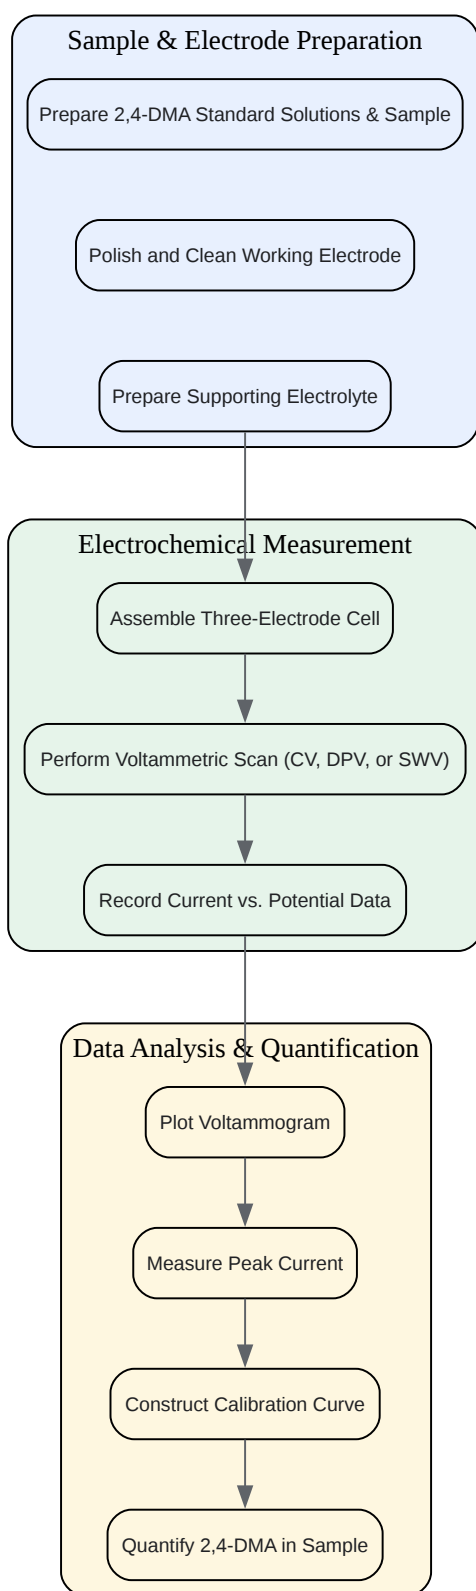 Sample & Electrode Preparation
Prepare 2,4-DMA Standard Solutions & Sample
Polish and Clean Working Electrode
Prepare Supporting Electrolyte
Electrochemical Measurement
Assemble Three-Electrode Cell
Perform Voltammetric Scan (CV, DPV, or SWV)
Record Current vs. Potential Data
Data Analysis & Quantification
Plot Voltammogram
Measure Peak Current
Construct Calibration Curve
Quantify 2,4-DMA in Sample